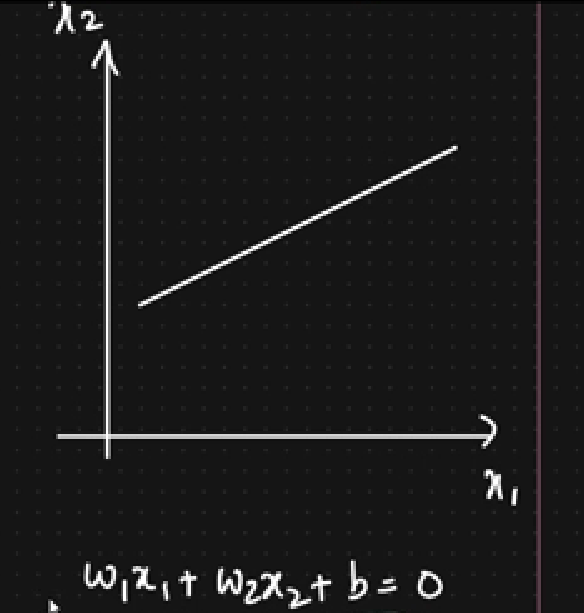 x₂
x₁
w₁x₁ + w₂x₂ + b = 0